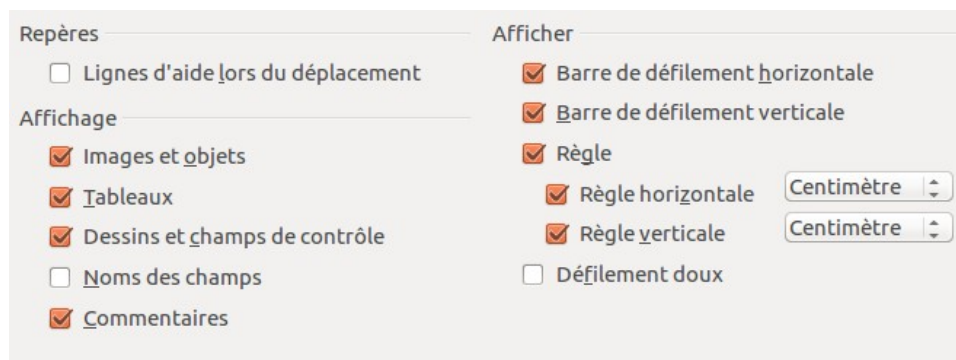 Repères
Lignes d'aide lors du déplacement
Affichage
Images et objets
Tableaux
Dessins et champs de contrôle
Noms des champs
Commentaires
Afficher
Barre de défilement horizontale
Barre de défilement verticale
Règle
Règle horizontale Centimètre
Règle verticale Centimètre
Défilement doux